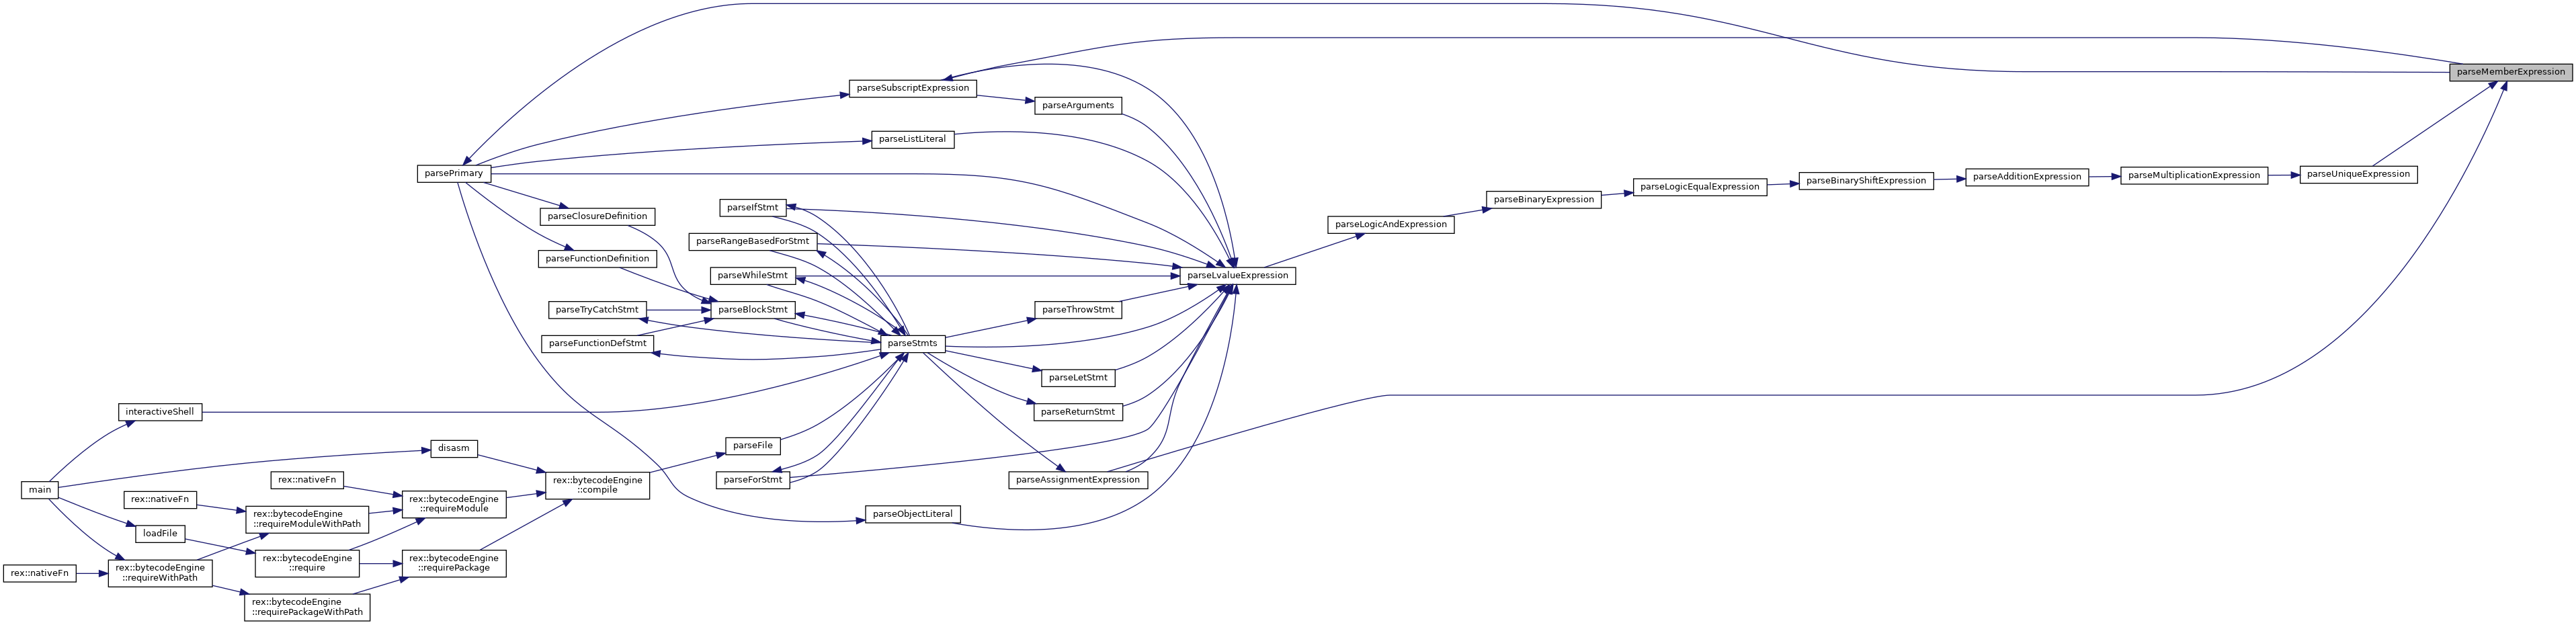 parseMemberExpression
parseSubscriptExpression
parseArguments
parseListLiteral
parsePrimary
parseUniqueExpression
parseMultiplicationExpression
parseAdditionExpression
parseBinaryShiftExpression
parseLogicEqualExpression
parseBinaryExpression
parseLogicAndExpression
parseIfStmt
parseClosureDefinition
parseRangeBasedForStmt
parseFunctionDefinition
parseWhileStmt
parseLvalueExpression
parseTryCatchStmt
parseBlockStmt
parseThrowStmt
parseFunctionDefStmt
parseStmts
parseLetStmt
interactiveShell
parseReturnStmt
disasm
parseFile
main
rex::nativeFn
rex::bytecodeEngine
::compile
parseForStmt
parseAssignmentExpression
rex::nativeFn
rex::bytecodeEngine
::requireModule
rex::bytecodeEngine
::requireModuleWithPath
parseObjectLiteral
loadFile
rex::bytecodeEngine
::require
rex::bytecodeEngine
::requirePackage
rex::nativeFn
rex::bytecodeEngine
::requireWithPath
rex::bytecodeEngine
::requirePackageWithPath